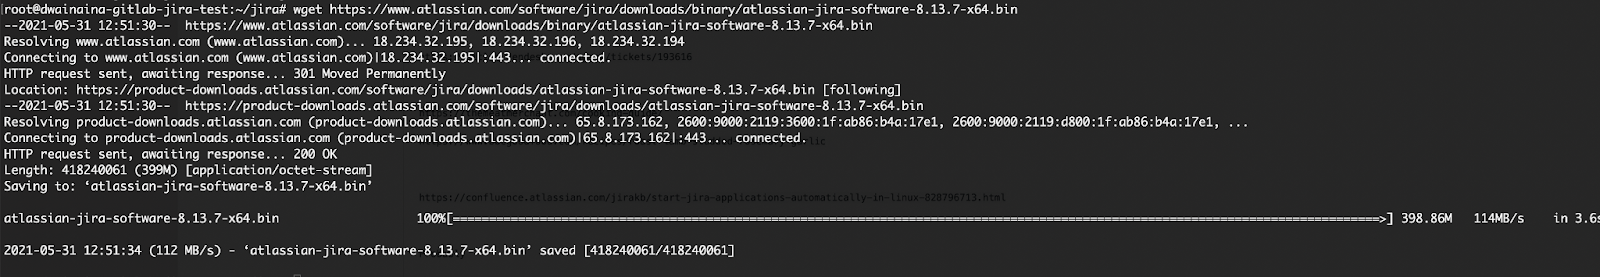 root@dwainaina-gitlab-jira-test:~/jira# wget https://www.atlassian.com/software/jira/downloads/binary/atlassian-jira-software-8.13.7-x64.bin
--2021-05-31 12:51:30--  https://www.atlassian.com/software/jira/downloads/binary/atlassian-jira-software-8.13.7-x64.bin
Resolving www.atlassian.com (www.atlassian.com)... 18.234.32.195, 18.234.32.196, 18.234.32.194
Connecting to www.atlassian.com (www.atlassian.com)|18.234.32.195|:443... connected.
tickets/193616
HTTP request sent, awaiting response... 301 Moved Permanently
Location: https://product-downloads.atlassian.com/software/jira/downloads/atlassian-jira-software-8.13.7-x64.bin [following]
--2021-05-31 12:51:30--  https://product-downloads.atlassian.com/software/jira/downloads/atlassian-jira-software-8.13.7-x64.bin
Resolving product-downloads.atlassian.com (product-downloads.atlassian.com)... 65.8.173.162, 2600:9000:2119:3600:1f:ab86:b4a:17e1, 2600:9000:2119:d800:1f:ab86:b4a:17e1, ...
Connecting to product-downloads.atlassian.com (product-downloads.atlassian.com)|65.8.173.162|:443... connected.
HTTP request sent, awaiting response... 200 OK
Length: 418240061 (399M) [application/octet-stream]
Saving to: ‘atlassian-jira-software-8.13.7-x64.bin’
https://confluence.atlassian.com/jirakb/start-jira-applications-automatically-in-linux-828796713.html
atlassian-jira-software-8.13.7-x64.bin 100%[===================================================>] 398.86M 114MB/s in 3.6s
2021-05-31 12:51:34 (112 MB/s) - ‘atlassian-jira-software-8.13.7-x64.bin’ saved [418240061/418240061]